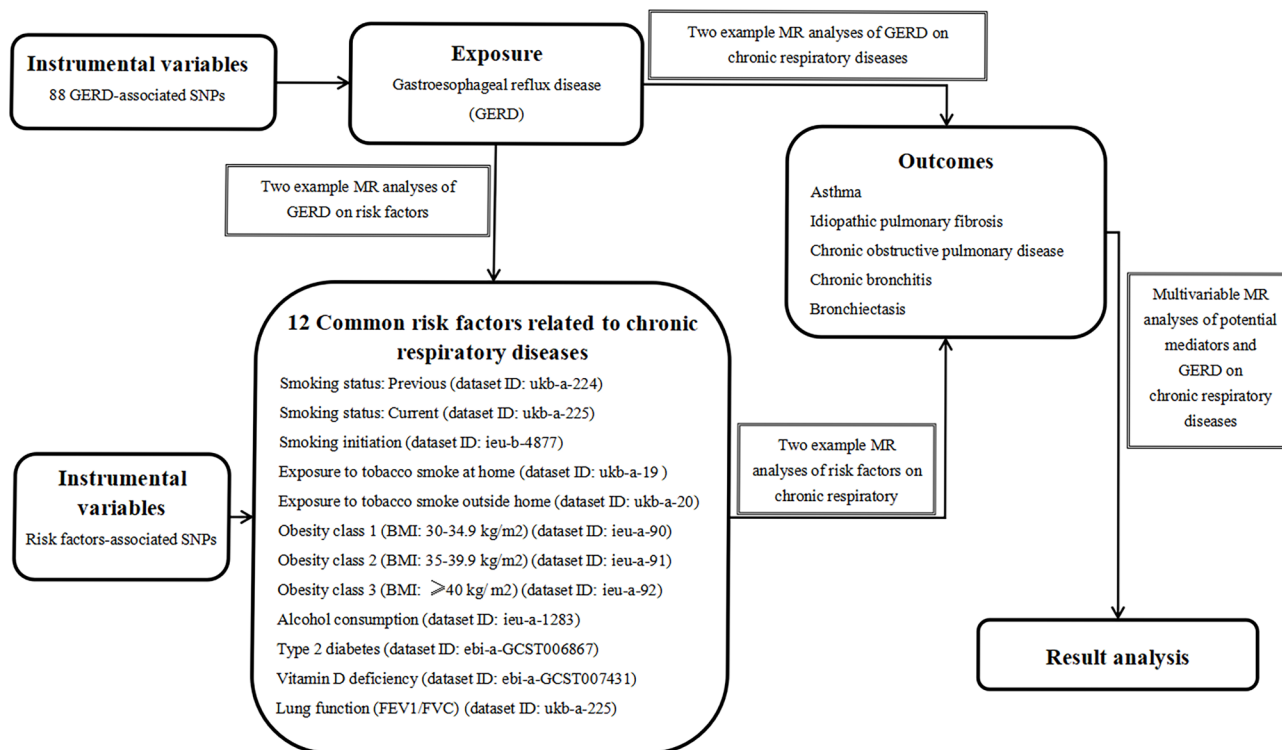 Instrumental variables
88 GERD-associated SNPs
Exposure
Gastroesophageal reflux disease
(GERD)
Two example MR analyses of GERD on
chronic respiratory diseases
Two example MR analyses of
GERD on risk factors
Outcomes
Asthma
Idiopathic pulmonary fibrosis
Chronic obstructive pulmonary disease
Chronic bronchitis
Bronchiectasis
Multivariable MR
analyses of potential
mediators and
GERD on
chronic respiratory
diseases
12 Common risk factors related to chronic
respiratory diseases
Smoking status: Previous (dataset ID: ukb-a-224)
Smoking status: Current (dataset ID: ukb-a-225)
Smoking initiation (dataset ID: ieu-b-4877)
Exposure to tobacco smoke at home (dataset ID: ukb-a-19 )
Exposure to tobacco smoke outside home (dataset ID: ukb-a-20)
Obesity class 1 (BMI: 30-34.9 kg/m2) (dataset ID: ieu-a-90)
Obesity class 2 (BMI: 35-39.9 kg/m2) (dataset ID: ieu-a-91)
Obesity class 3 (BMI: ⩾40 kg/ m2) (dataset ID: ieu-a-92)
Alcohol consumption (dataset ID: ieu-a-1283)
Type 2 diabetes (dataset ID: ebi-a-GCST006867)
Vitamin D deficiency (dataset ID: ebi-a-GCST007431)
Lung function (FEV1/FVC) (dataset ID: ukb-a-225)
Instrumental
variables
Risk factors-associated SNPs
Two example MR
analyses of risk factors on
chronic respiratory
Result analysis